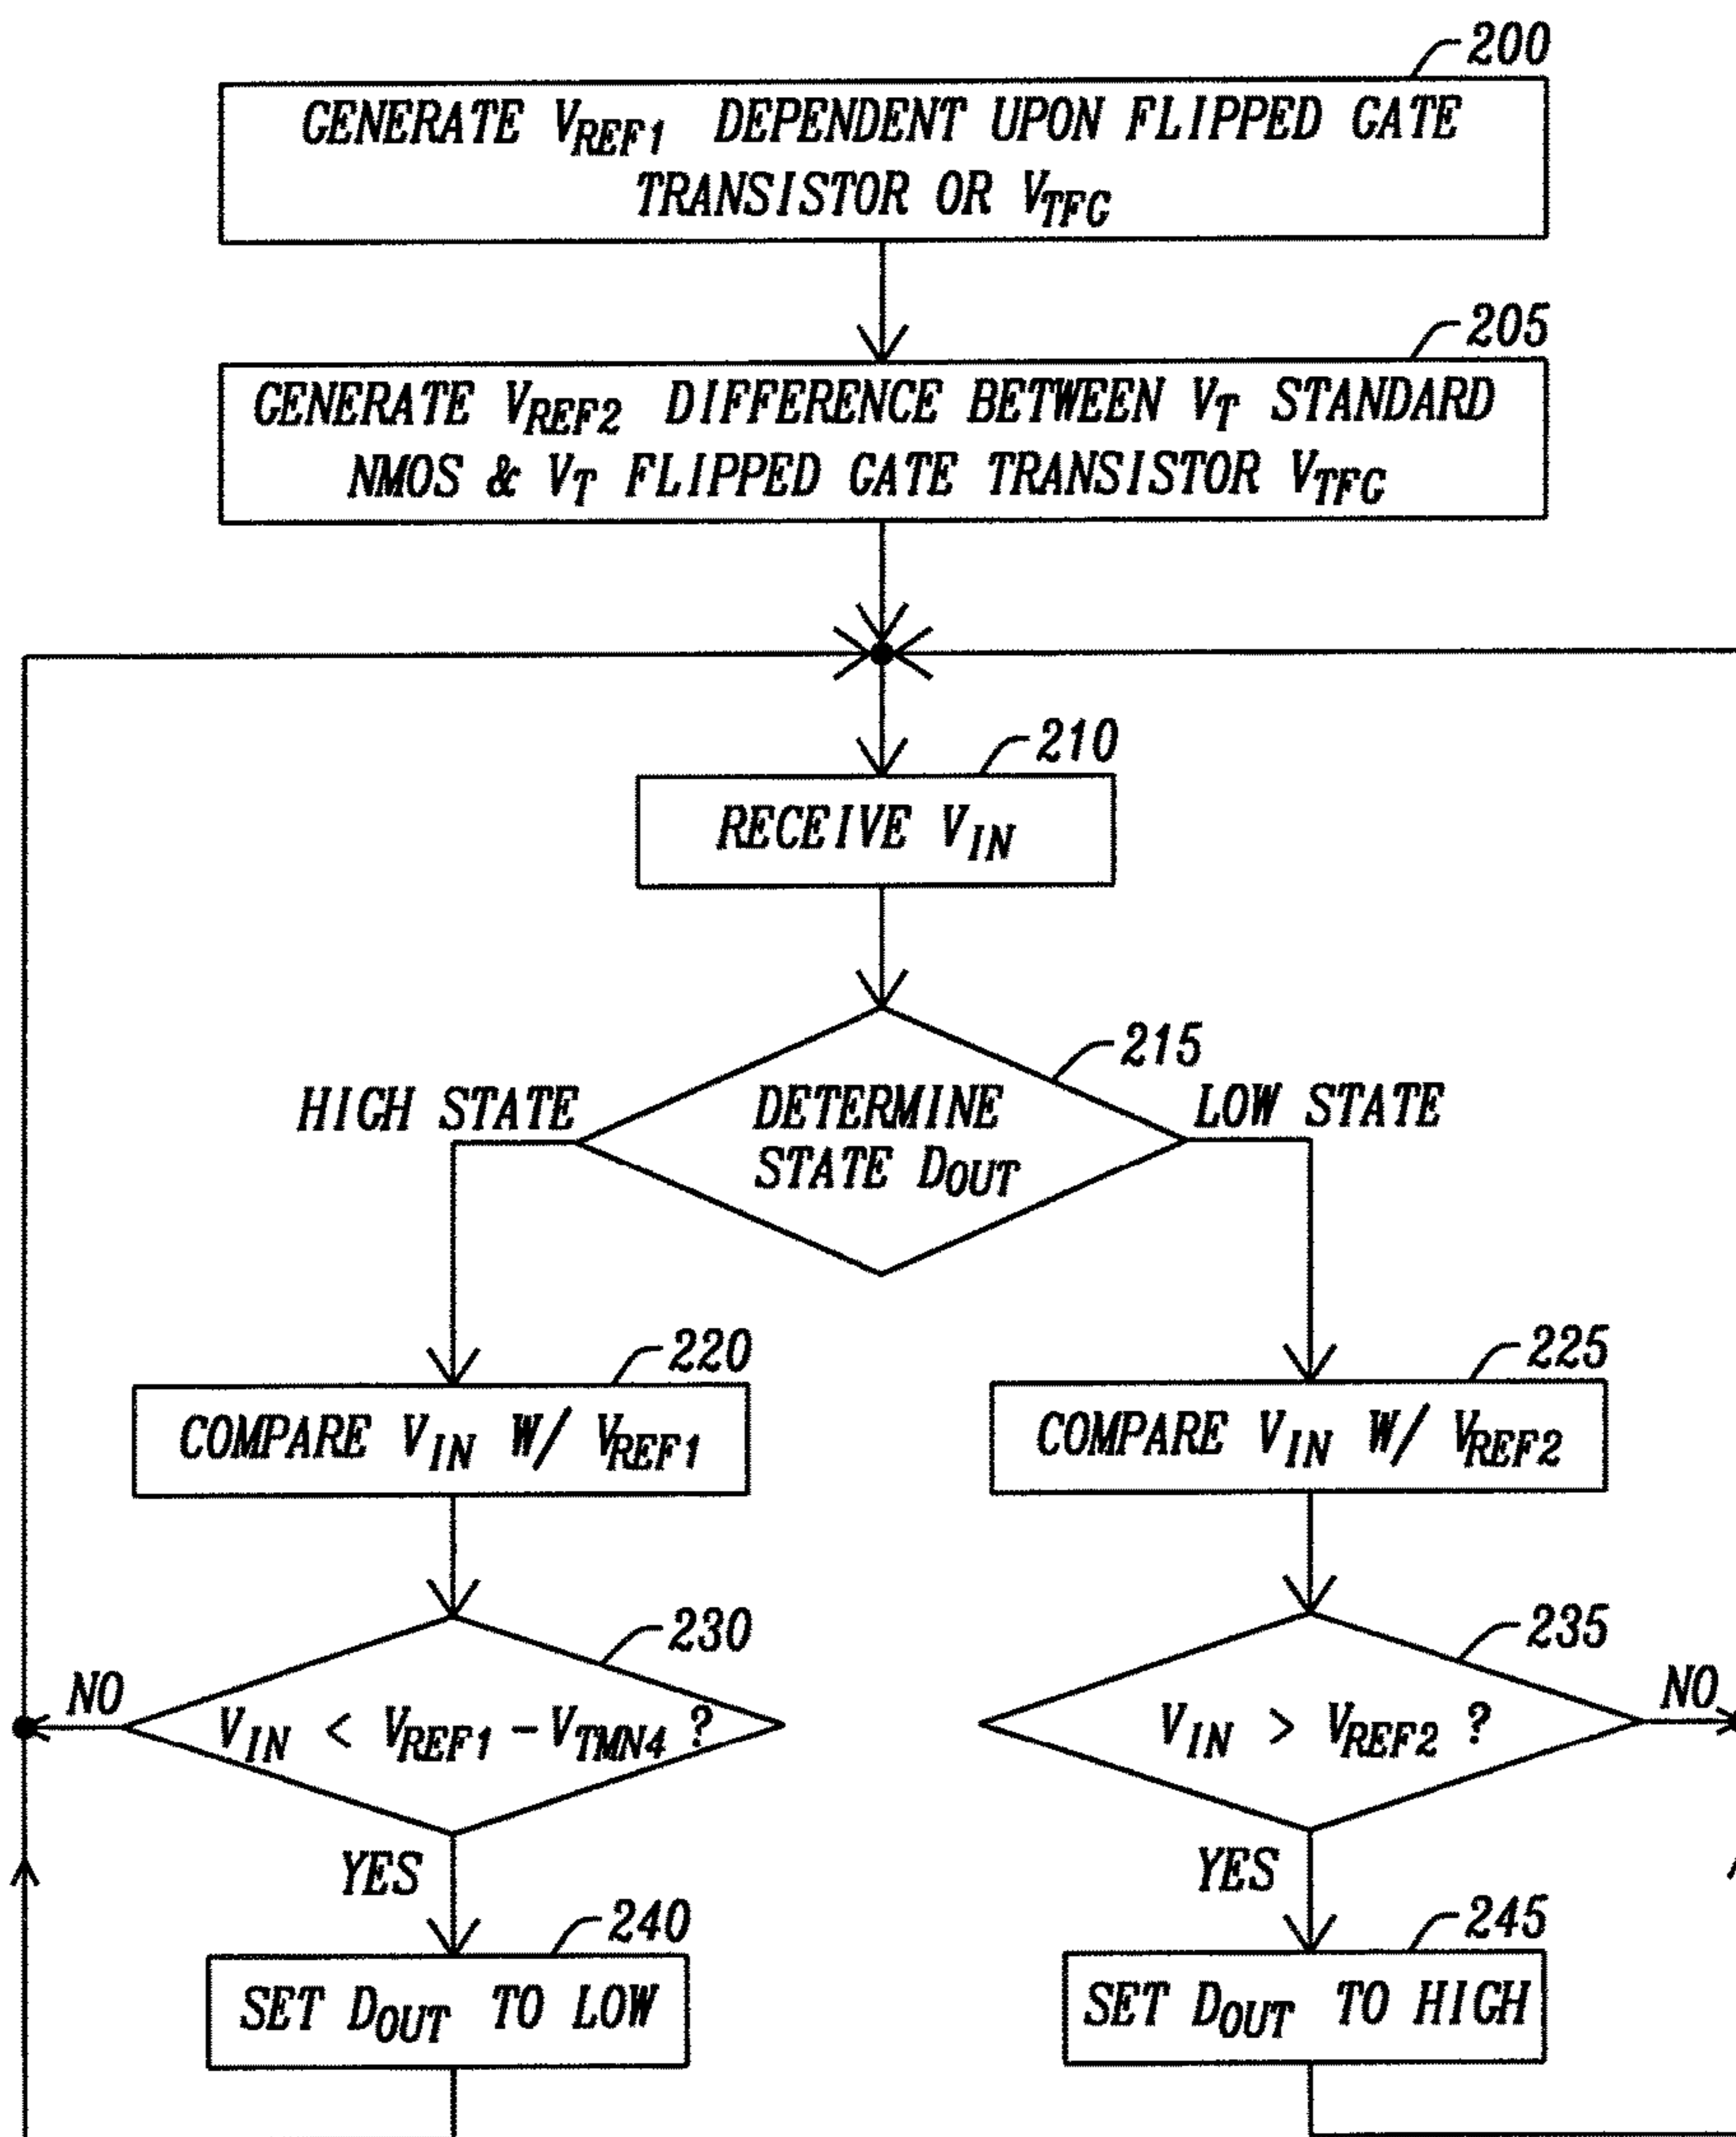 200
GENERATE VREF1 DEPENDENT UPON FLIPPED GATE
TRANSISTOR OR VTFG
205
GENERATE VREF2 DIFFERENCE BETWEEN VT STANDARD
NMOS & VT FLIPPED GATE TRANSISTOR VTFG
210
RECEIVE VIN
215
HIGH STATE
DETERMINE
STATE DOUT
LOW STATE
220
COMPARE VIN W/ VREF1
225
COMPARE VIN W/ VREF2
230
NO
VIN < VREF1 - VTMN4 ?
YES
235
VIN > VREF2 ?
NO
YES
240
SET DOUT TO LOW
245
SET DOUT TO HIGH